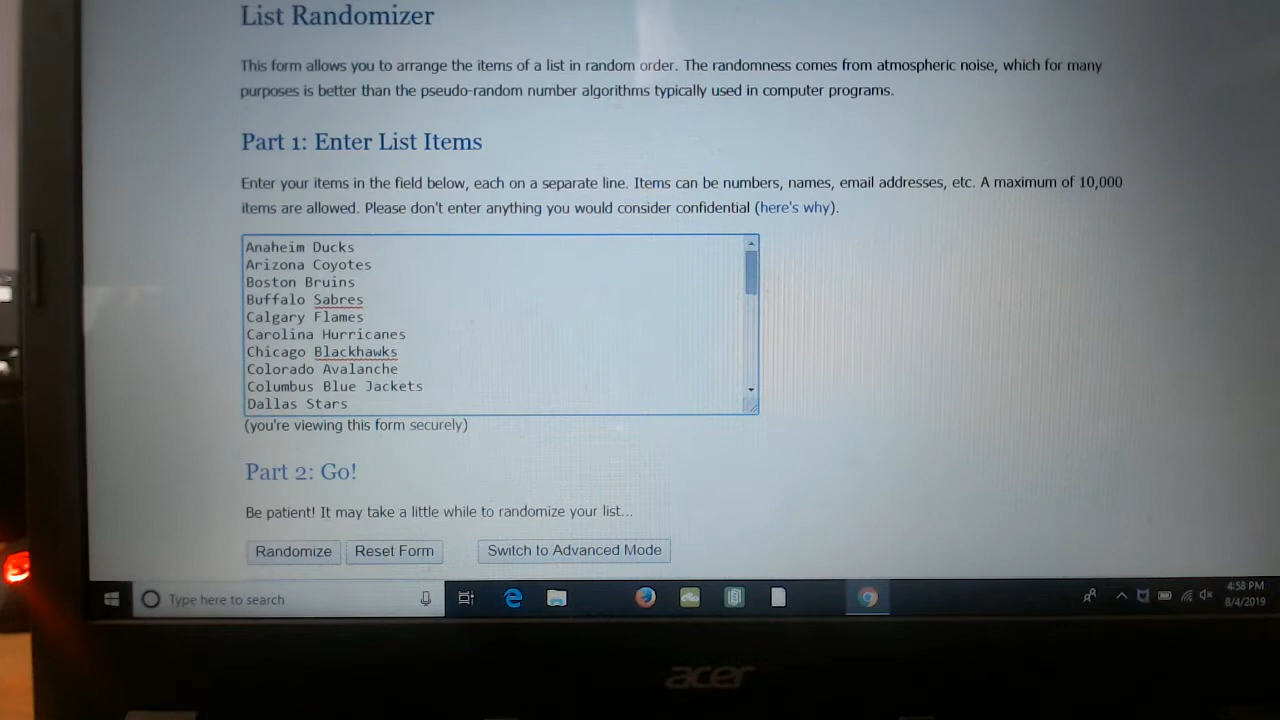 List Randomizer
This form allows you to arrange the items of a list in random order. The randomness comes from atmospheric noise, which for many
purposes is better than the pseudo-random number algorithms typically used in computer programs.
Part 1: Enter List Items
Enter your items in the field below, each on a separate line. Items can be numbers, names, email addresses, etc. A maximum of 10,000
items are allowed. Please don't enter anything you would consider confidential (here's why).
Anaheim Ducks
Arizona Coyotes
Boston Bruins
Buffalo Sabres
Calgary Flames
Carolina Hurricanes
Chicago Blackhawks
Colorado Avalanche
Columbus Blue Jackets
Dallas Stars
(you're viewing this form securely)
Part 2: Go!
Be patient! It may take a little while to randomize your list...
Randomize Reset Form Switch to Advanced Mode
Type here to search
4:58 PM
8/4/2019
acer